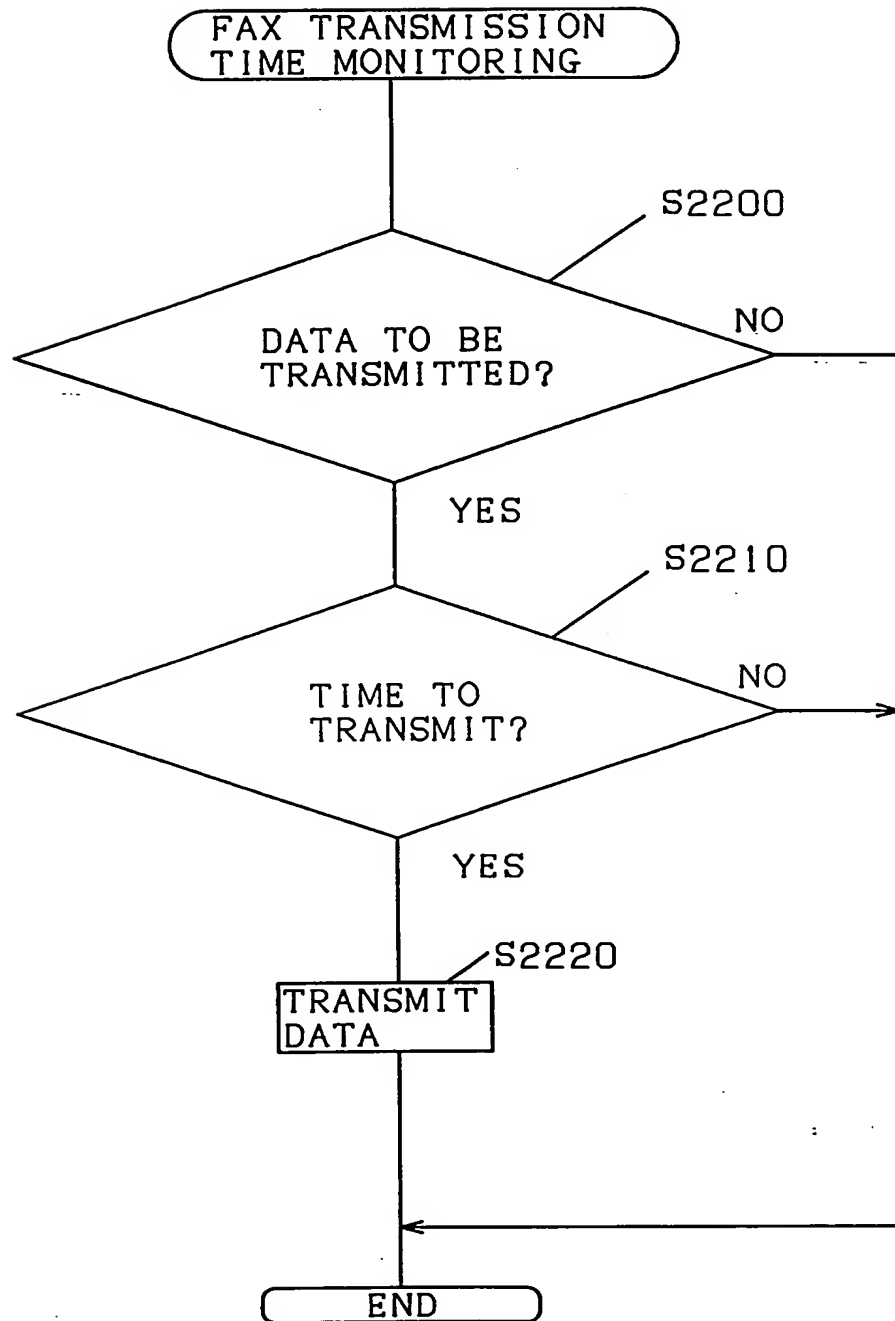 FAX TRANSMISSION
TIME MONITORING
S2200
NO
DATA TO BE
TRANSMITTED?
YES
S2210
NO
TIME TO
TRANSMIT?
YES
S2220
TRANSMIT
DATA
END